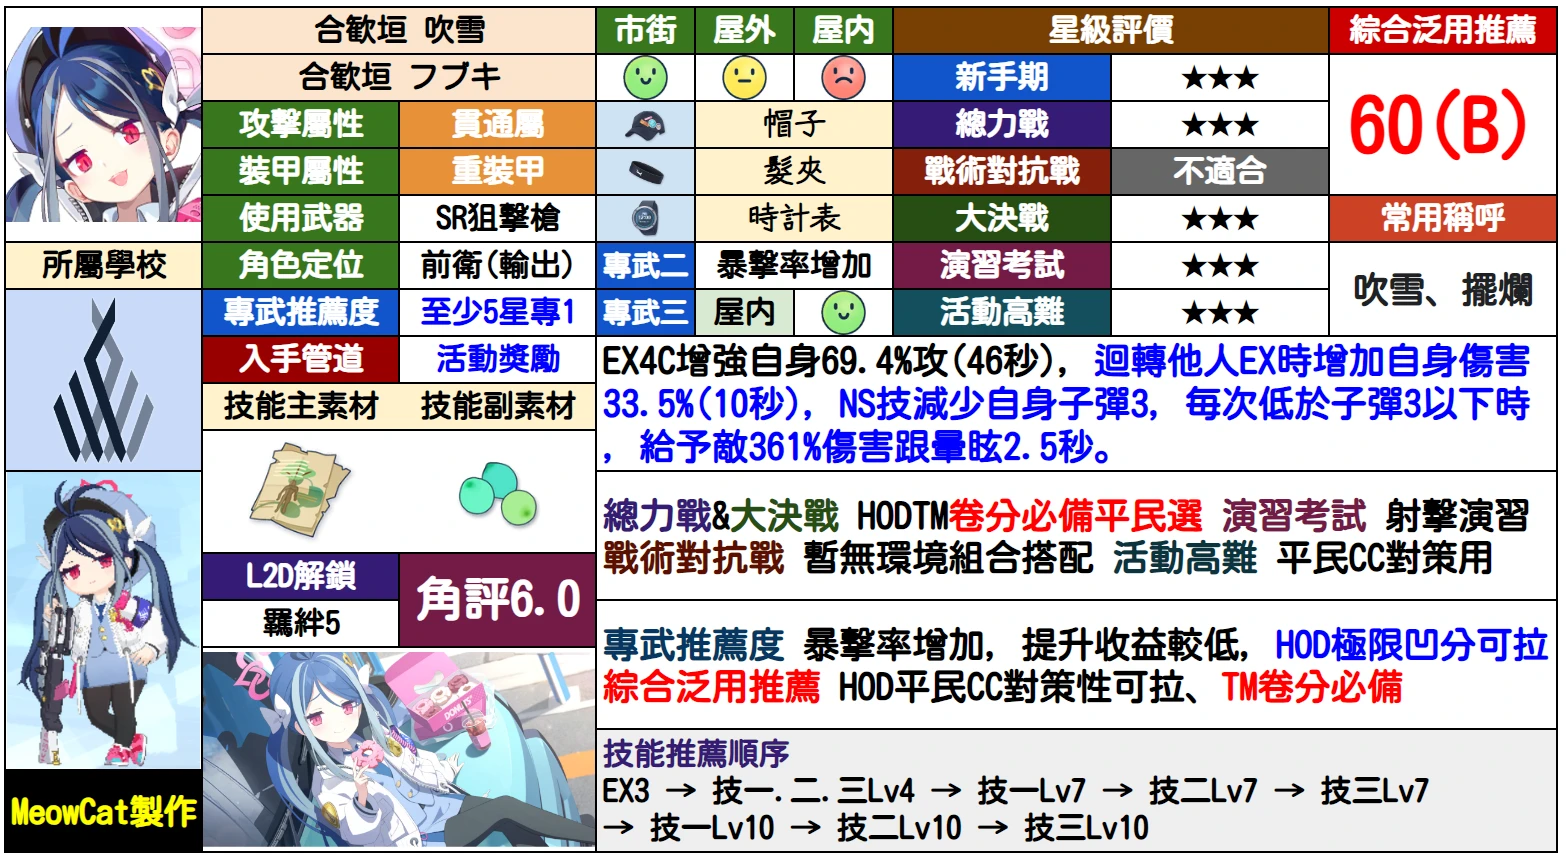 合歡垣 吹雪
市街 屋外 屋内
星級評價
綜合泛用推薦
合歡垣 フブキ
新手期 ★★★
60(B)
攻擊屬性 貫通屬
帽子
總力戰 ★★★
裝甲屬性 重裝甲
髮夾
戰術對抗戰 不適合
使用武器 SR狙擊槍
時計表
大決戰 ★★★
常用稱呼
所屬學校
角色定位 前衛(輸出)
專武二 暴擊率增加
演習考試 ★★★
吹雪、擺爛
專武推薦度 至少5星專1
專武三 屋内
活動高難 ★★★
入手管道 活動獎勵
技能主素材 技能副素材
EX4C增強自身69.4%攻(46秒), 迴轉他人EX時增加自身傷害
33.5%(10秒), NS技減少自身子彈3, 每次低於子彈3以下時
, 給予敵361%傷害跟暈眩2.5秒。
總力戰&大決戰 HODTM卷分必備平民選 演習考試 射擊演習
戰術對抗戰 暫無環境組合搭配 活動高難 平民CC對策用
L2D解鎖
羈絆5
角評6.0
專武推薦度 暴擊率增加, 提升收益較低, HOD極限凹分可拉
綜合泛用推薦 HOD平民CC對策性可拉、TM卷分必備
DONUTS
技能推薦順序
EX3 → 技一.二.三Lv4 → 技一Lv7 → 技二Lv7 → 技三Lv7
→ 技一Lv10 → 技二Lv10 → 技三Lv10
MeowCat製作